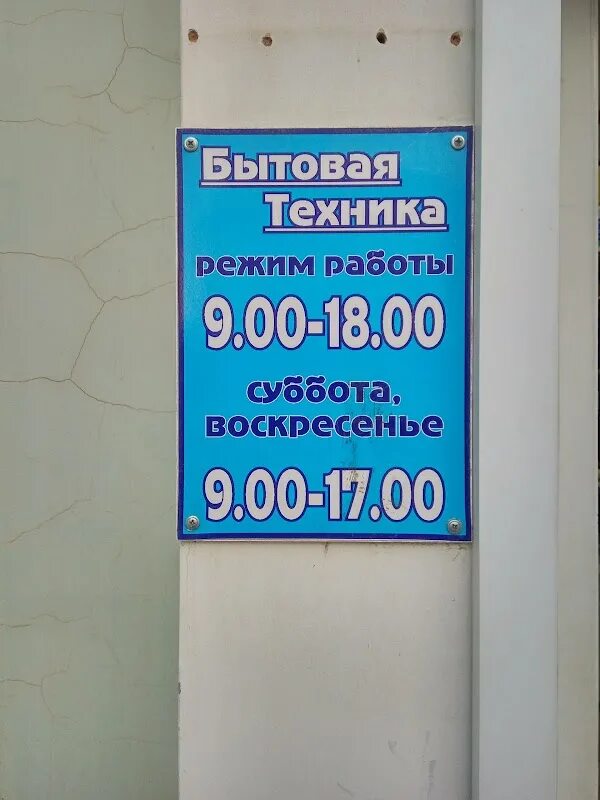 Бытовая
Техника
режим работы
9.00-18.00
суббота,
воскресенье
9.00-17.00